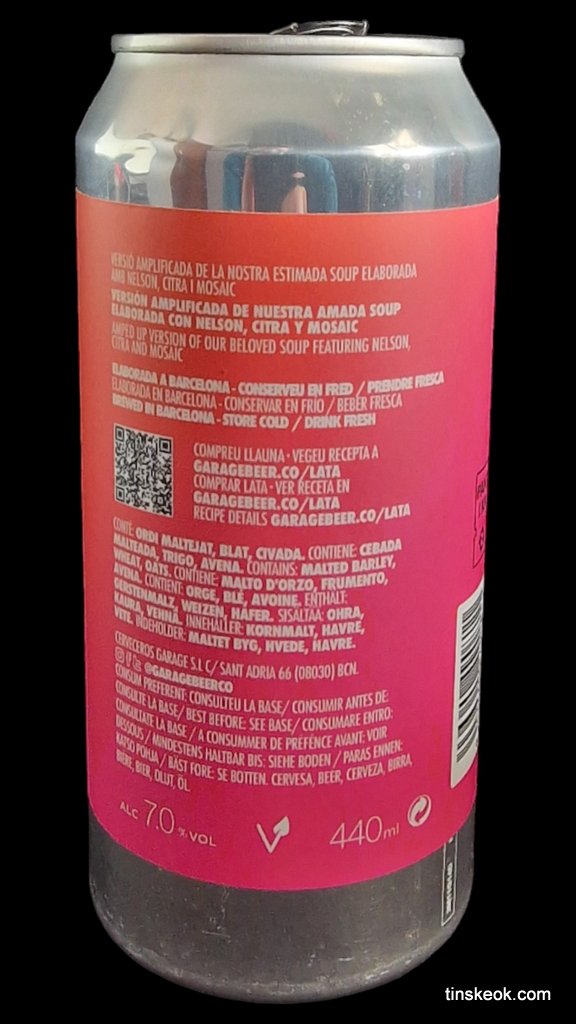 VERSIÓ AMPLIFICADA DE LA NOSTRA ESTIMADA SOUP ELABORADA
AMB NELSON, CITRA I MOSAIC
VERSIÓN AMPLIFICADA DE NUESTRA AMADA SOUP
ELABORADA CON NELSON, CITRA Y MOSAIC
AMPED UP VERSION OF OUR BELOVED SOUP FEATURING NELSON,
CITRA AND MOSAIC
ELABORADA A BARCELONA - CONSERVEU EN FRED / PRENDRE FRESCA
ELABORADA EN BARCELONA - CONSERVAR EN FRÍO / BEBER FRESCA
BREWED IN BARCELONA - STORE COLD / DRINK FRESH
COMPREU LLAUNA - VEGEU RECEPTA A
GARAGEBEER.CO/LATA
COMPRAR LATA - VER RECETA EN
GARAGEBEER.CO/LATA
RECIPE DETAILS GARAGEBEER.CO/LATA
CONTÉ: ORDI MALTEJAT, BLAT, CIVADA. CONTIENE: CEBADA
MALTEADA, TRIGO, AVENA. CONTAINS: MALTED BARLEY,
WHEAT, OATS. CONTIENE: MALTO D'ORZO, FRUMENTO,
AVENA. CONTIENT: ORGE, BLÉ, AVOINE. ENTHALT:
GERSTENMALZ, WEIZEN, HAFER. SISALTAA: OHRA,
KAURA, VEHNÄ. INNEHALLER: KORNMALT, HAVRE,
VETE. INDEHOLDER: MALTET BYG, HVEDE, HAVRE.
CERVECEROS GARAGE S.L C/ SANT ADRIA 66 (08030) BCN.
@GARAGEBEERCO
CONSUM PREFERENT: CONSULTEU LA BASE/ CONSUMIR ANTES DE:
CONSULTE LA BASE/ BEST BEFORE: SEE BASE/ CONSUMARE ENTRO:
CONSULTATE LA BASE / A CONSOMMER DE PRÉFENCE AVANT: VOIR
DESSOUS / MINDESTENS HALTBAR BIS: SIEHE BODEN / PARAS ENNEN:
KATSO POHJA / BÄST FORE: SE BOTTEN. CERVESA, BEER, CERVEZA, BIRRA,
BIÈRE, BIER, OLUT, ÖL.
ALC 7.0 % VOL
440ml
tinskeok.com